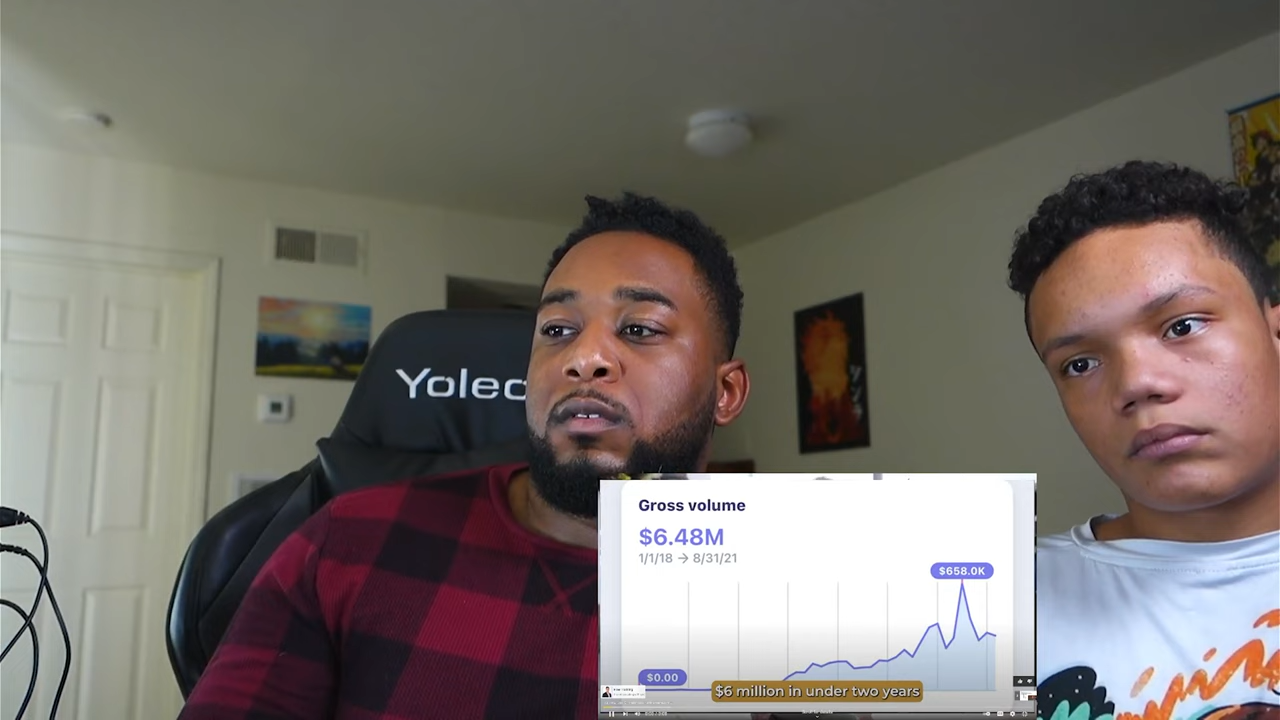 Yolec
Gross volume
$6.48M
1/1/18 → 8/31/21
$658.0K
$0.00
$6 million in under two years